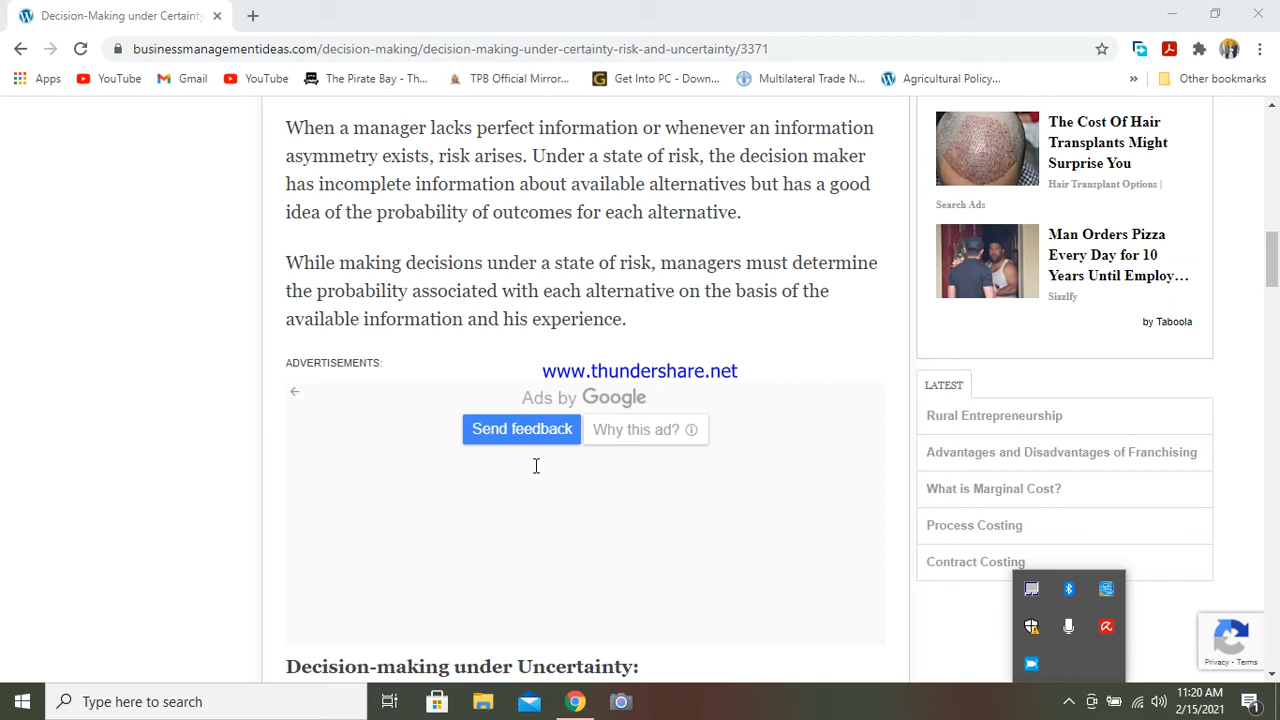 Decision-Making under Certainty
businessmanagementideas.com/decision-making/decision-making-under-certainty-risk-and-uncertainty/3371
Apps
YouTube
Gmail
YouTube
The Pirate Bay - Th...
TPB Official Mirror...
Get Into PC - Down...
Multilateral Trade N...
Agricultural Policy...
»
Other bookmarks
When a manager lacks perfect information or whenever an information
asymmetry exists, risk arises. Under a state of risk, the decision maker
has incomplete information about available alternatives but has a good
idea of the probability of outcomes for each alternative.
While making decisions under a state of risk, managers must determine
the probability associated with each alternative on the basis of the
available information and his experience.
ADVERTISEMENTS:
www.thundershare.net
Ads by Google
Send feedback
Why this ad?
Decision-making under Uncertainty:
The Cost Of Hair
Transplants Might
Surprise You
Hair Transplant Options |
Search Ads
Man Orders Pizza
Every Day for 10
Years Until Employ...
Sizzlfy
by Taboola
LATEST
Rural Entrepreneurship
Advantages and Disadvantages of Franchising
What is Marginal Cost?
Process Costing
Contract Costing
Privacy - Terms
Type here to search
11:20 AM
2/15/2021
1